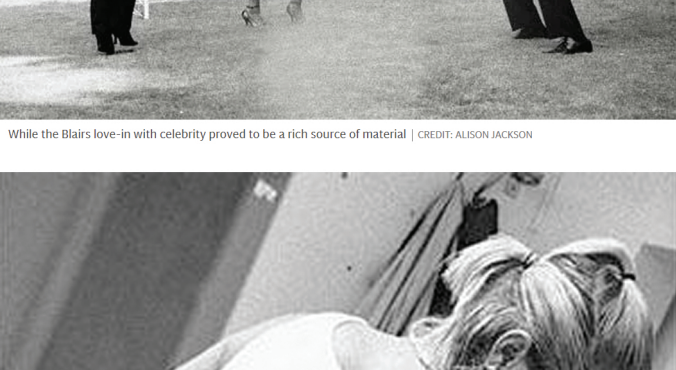 While the Blairs love-in with celebrity proved to be a rich source of material | CREDIT: ALISON JACKSON